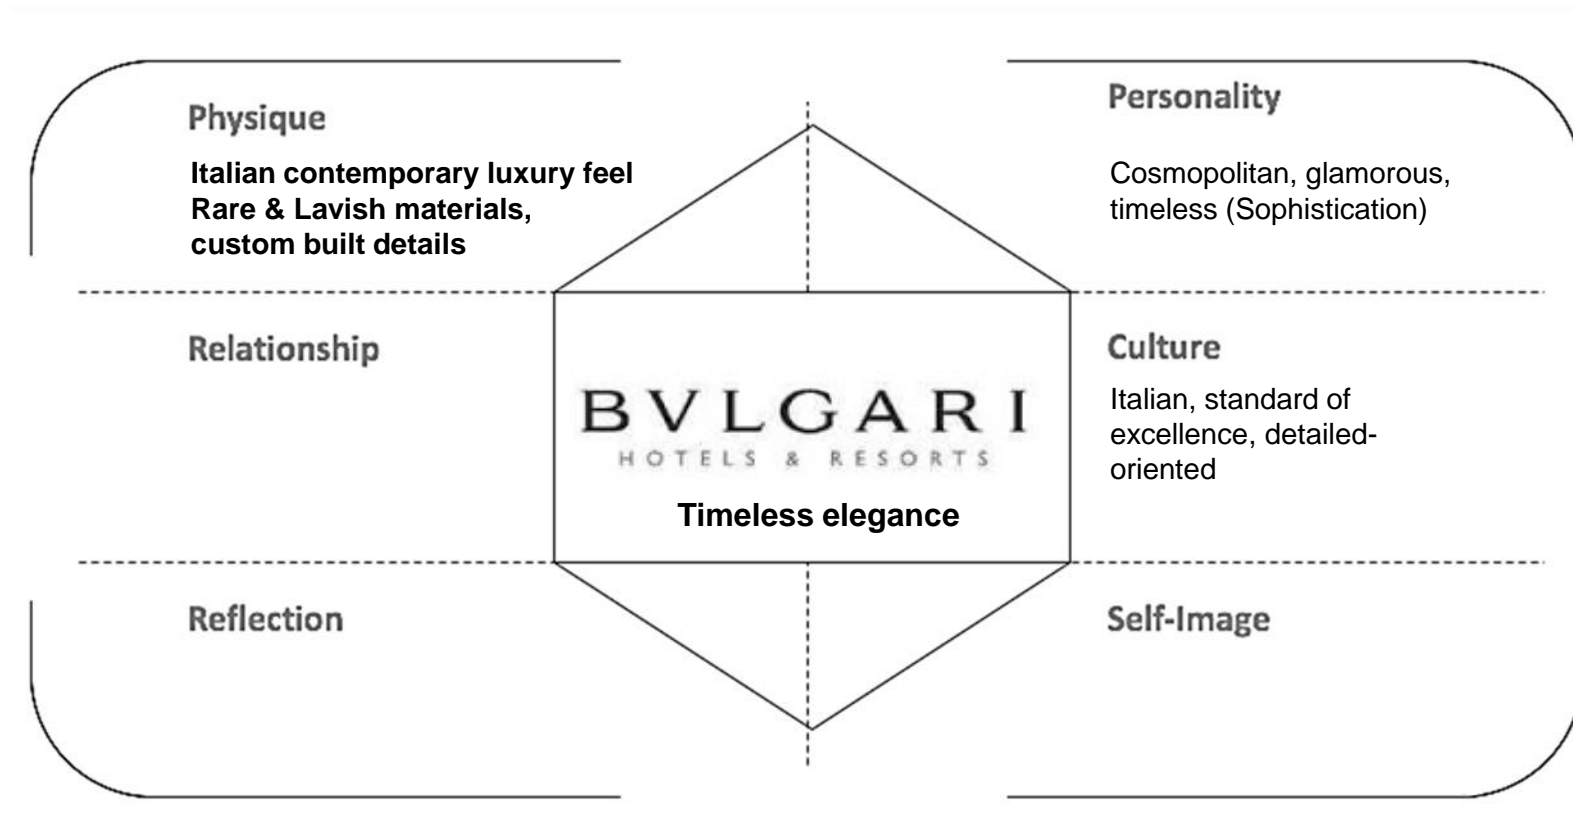 Physique
Italian contemporary luxury feel
Rare & Lavish materials,
custom built details
Personality
Cosmopolitan, glamorous,
timeless (Sophistication)
Relationship
BVLGARI
HOTELS & RESORTS
Timeless elegance
Culture
Italian, standard of
excellence, detailed-
oriented
Reflection
Self-Image